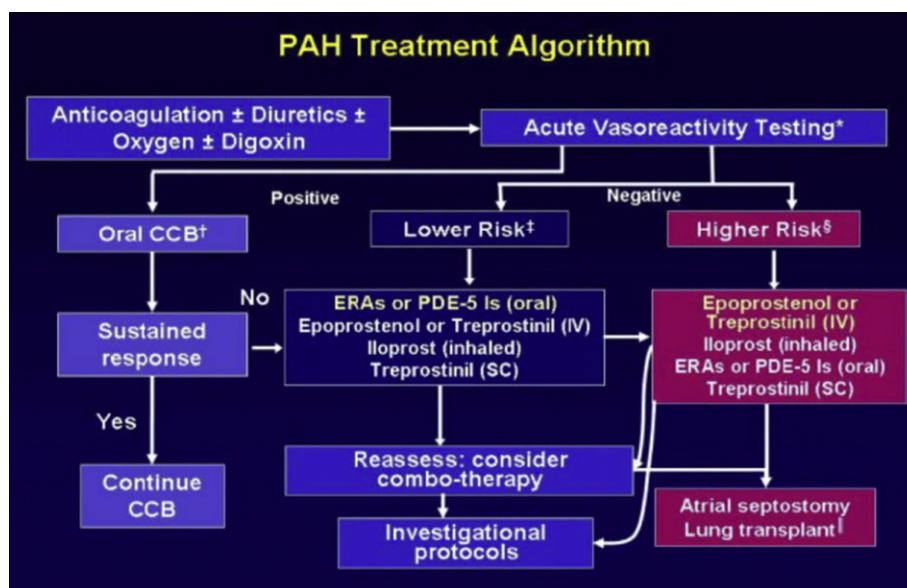 PAH Treatment Algorithm
Anticoagulation ± Diuretics ±
Oxygen ± Digoxin
Acute Vasoreactivity Testing*
Positive
Negative
Oral CCB†
Lower Risk‡
Higher Risk§
No
Sustained
response
ERAs or PDE-5 Is (oral)
Epoprostenol or Treprostinil (IV)
Iloprost (inhaled)
Treprostinil (SC)
Epoprostenol or
Treprostinil (IV)
Iloprost (inhaled)
ERAs or PDE-5 Is (oral)
Treprostinil (SC)
Yes
Reassess: consider
combo-therapy
Continue
CCB
Atrial septostomy
Lung transplant‖
Investigational
protocols